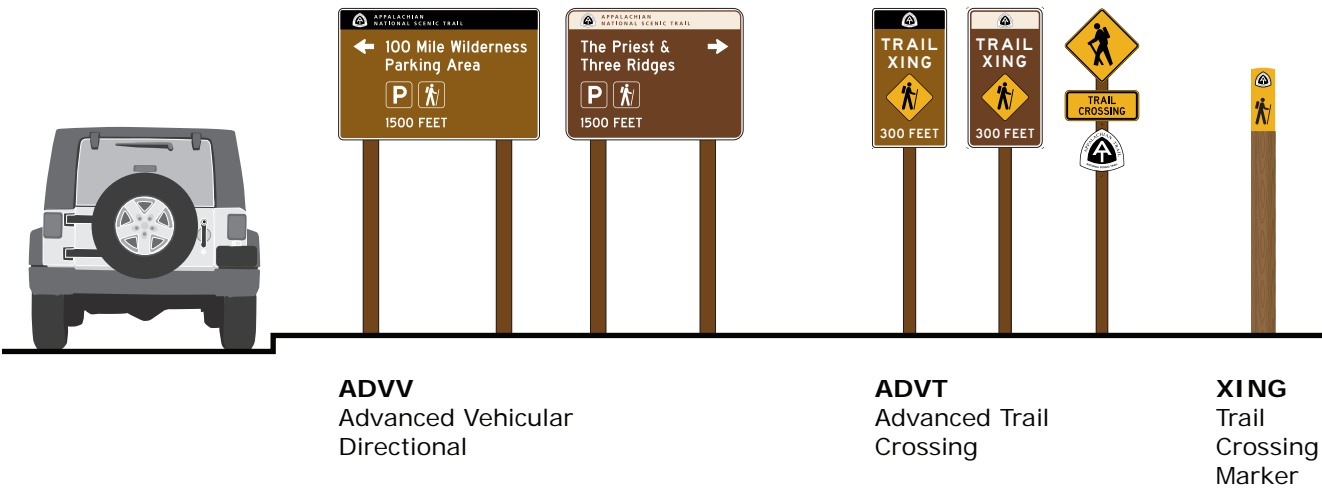 APPALACHIAN
NATIONAL SCENIC TRAIL
100 Mile Wilderness
Parking Area
P
1500 FEET
APPALACHIAN
NATIONAL SCENIC TRAIL
The Priest &
Three Ridges
P
1500 FEET
TRAIL
XING
300 FEET
TRAIL
XING
300 FEET
TRAIL
CROSSING
APPALACHIAN TRAIL
ADVV
Advanced Vehicular
Directional
ADVT
Advanced Trail
Crossing
XING
Trail
Crossing
Marker